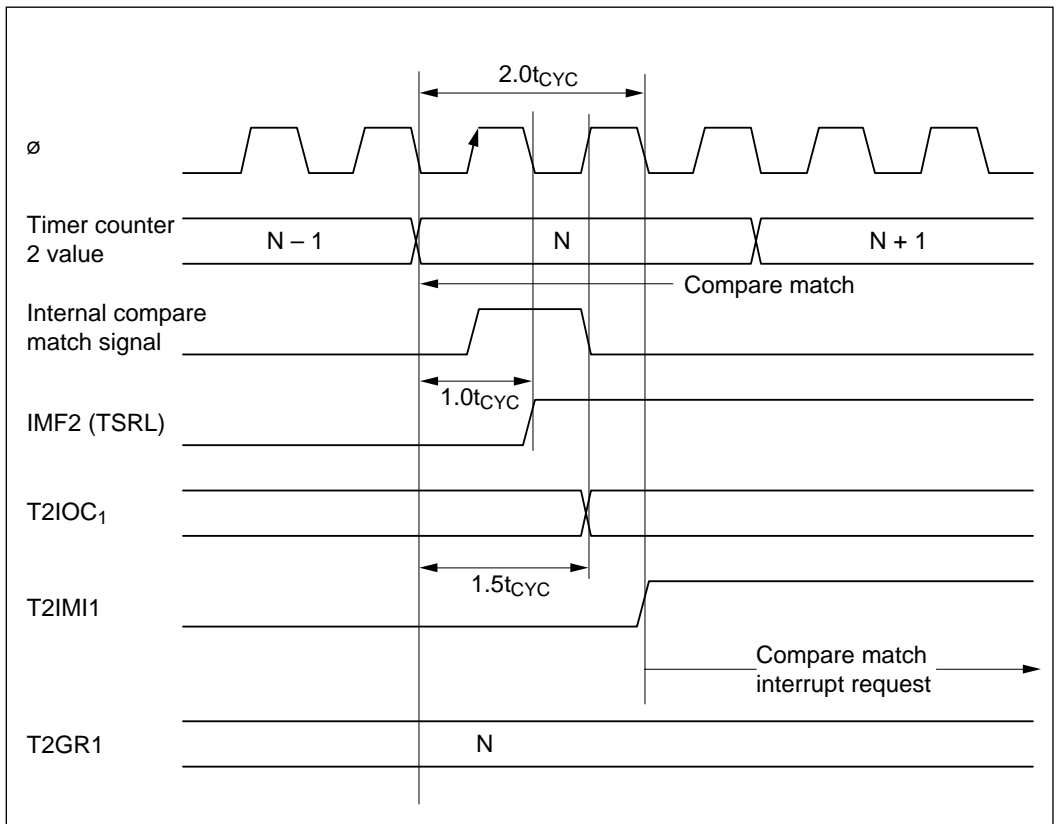 2.0tCYC
ø
Timer counter
2 value
N – 1
N
N + 1
Compare match
Internal compare
match signal
1.0tCYC
IMF2 (TSRL)
T2IOC1
1.5tCYC
T2IMI1
Compare match
interrupt request
T2GR1
N